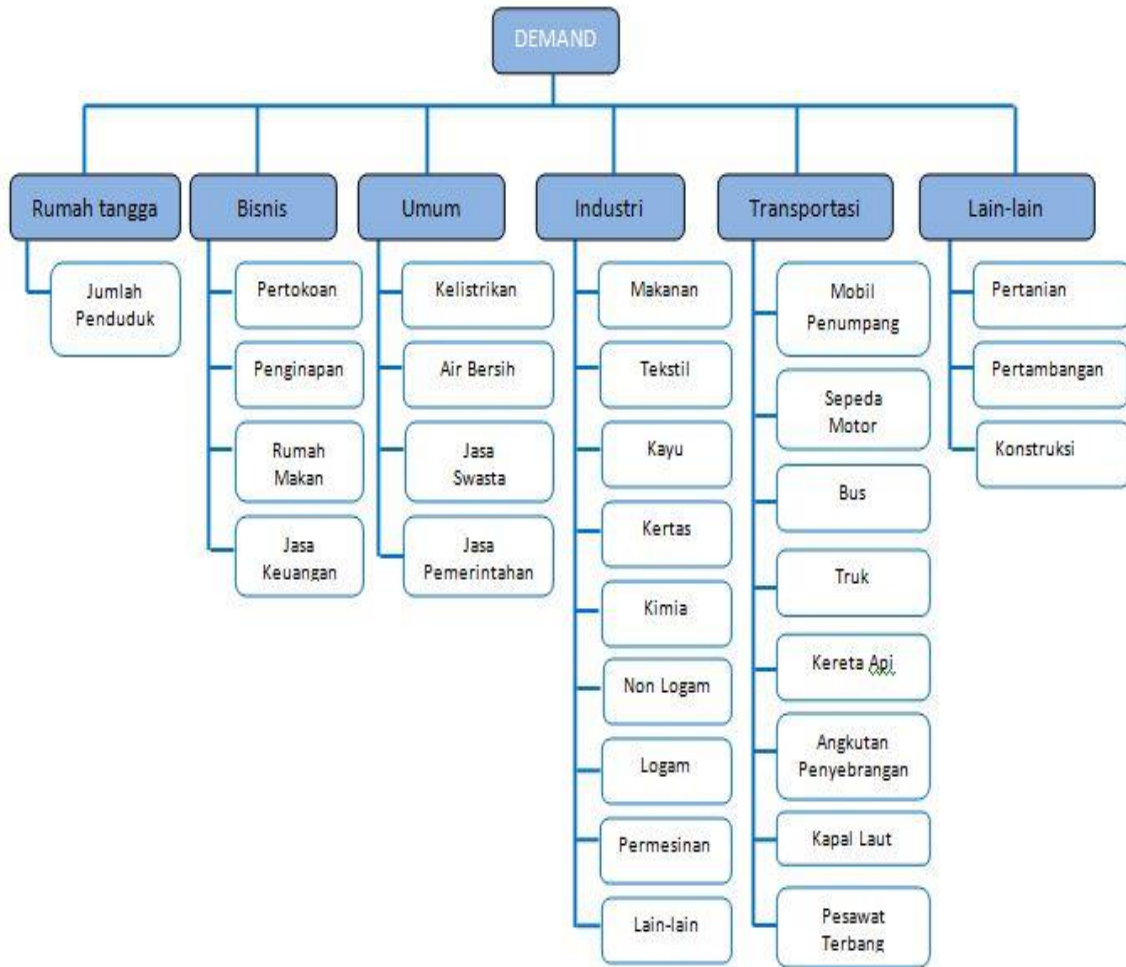 DEMAND
Rumah tangga
Jumlah
Penduduk
Bisnis
Pertokoan
Penginapan
Rumah
Makan
Jasa
Keuangan
Umum
Kelistrikan
Air Bersih
Jasa
Swasta
Jasa
Pemerintahan
Industri
Makanan
Tekstil
Kayu
Kertas
Kimia
Non Logam
Logam
Permesinan
Lain-lain
Transportasi
Mobil
Penumpang
Sepeda
Motor
Bus
Truk
Kereta Api
Angkutan
Penyebrangan
Kapal Laut
Pesawat
Terbang
Lain-lain
Pertanian
Pertambangan
Konstruksi